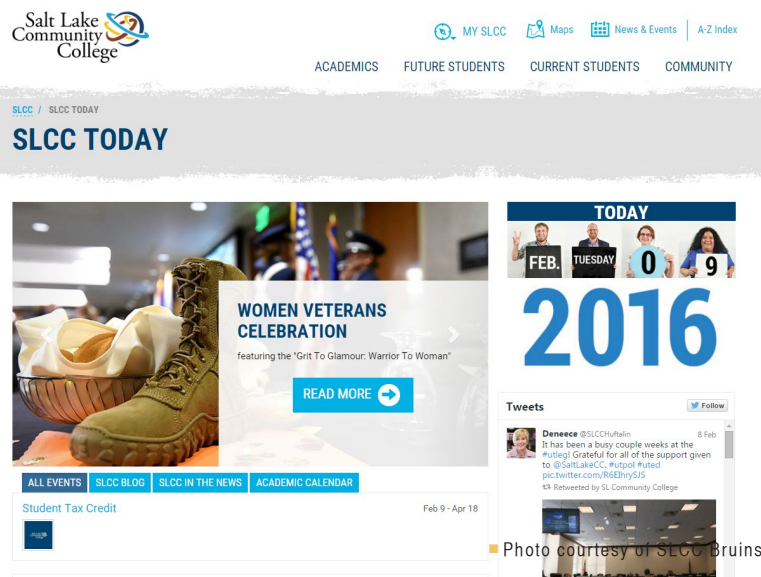 Salt Lake
Community
College
MY SLCC
Maps
News & Events
A-Z Index
ACADEMICS
FUTURE STUDENTS
CURRENT STUDENTS
COMMUNITY
SLCC / SLCC TODAY
SLCC TODAY
WOMEN VETERANS
CELEBRATION
featuring the "Grit To Glamour: Warrior To Woman"
READ MORE
TODAY
FEB.
TUESDAY
0
9
2016
Tweets
Follow
Deneece @SLCCHuftalin 8 Feb
It has been a busy couple weeks at the
#utleg! Grateful for all of the support given
to @SaltLakeCC. #utpol #uted
pic.twitter.com/R6EIhrySJS
Retweeted by SL Community College
ALL EVENTS
SLCC BLOG
SLCC IN THE NEWS
ACADEMIC CALENDAR
Student Tax Credit
Feb 9 - Apr 18
Photo courtesy of SLCC Bruins